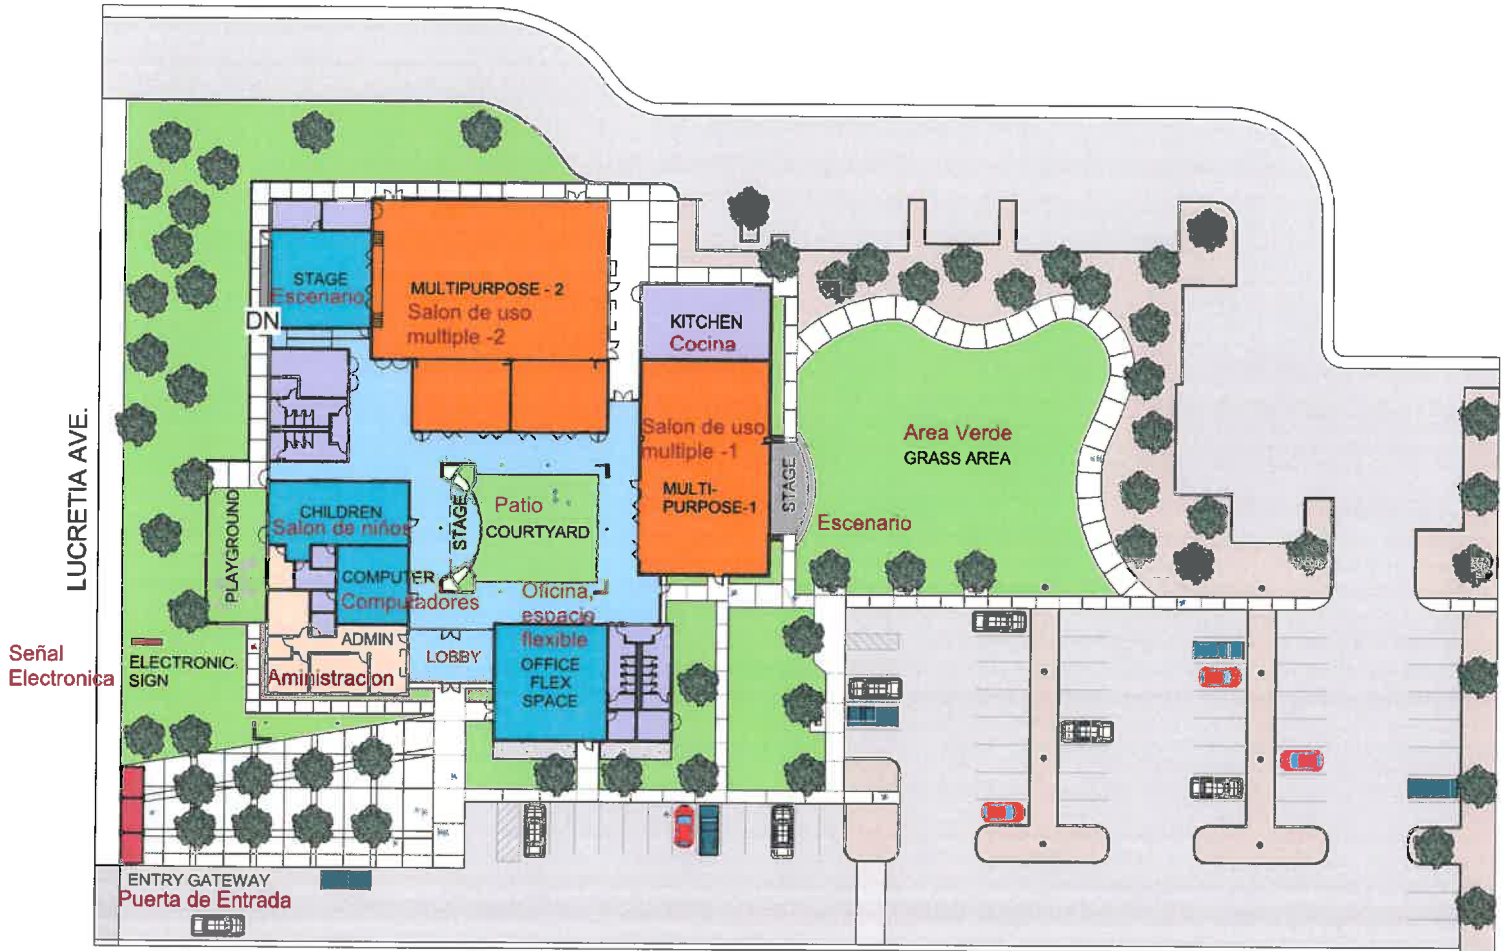 STAGE
Escenario
DN
MULTIPURPOSE - 2
Salon de uso
multiple -2
KITCHEN
Cocina
LUCRETIA AVE.
Salon de uso
multiple -1
MULTI-
PURPOSE-1
STAGE
Escenario
Area Verde
GRASS AREA
PLAYGROUND
CHILDREN
Salon de niños
STAGE
Patio
COURTYARD
COMPUTER
Computadores
Oficina,
espacio
flexible
OFFICE
FLEX
SPACE
ADMIN
Aministracion
LOBBY
Señal
Electronica
ELECTRONIC
SIGN
ENTRY GATEWAY
Puerta de Entrada